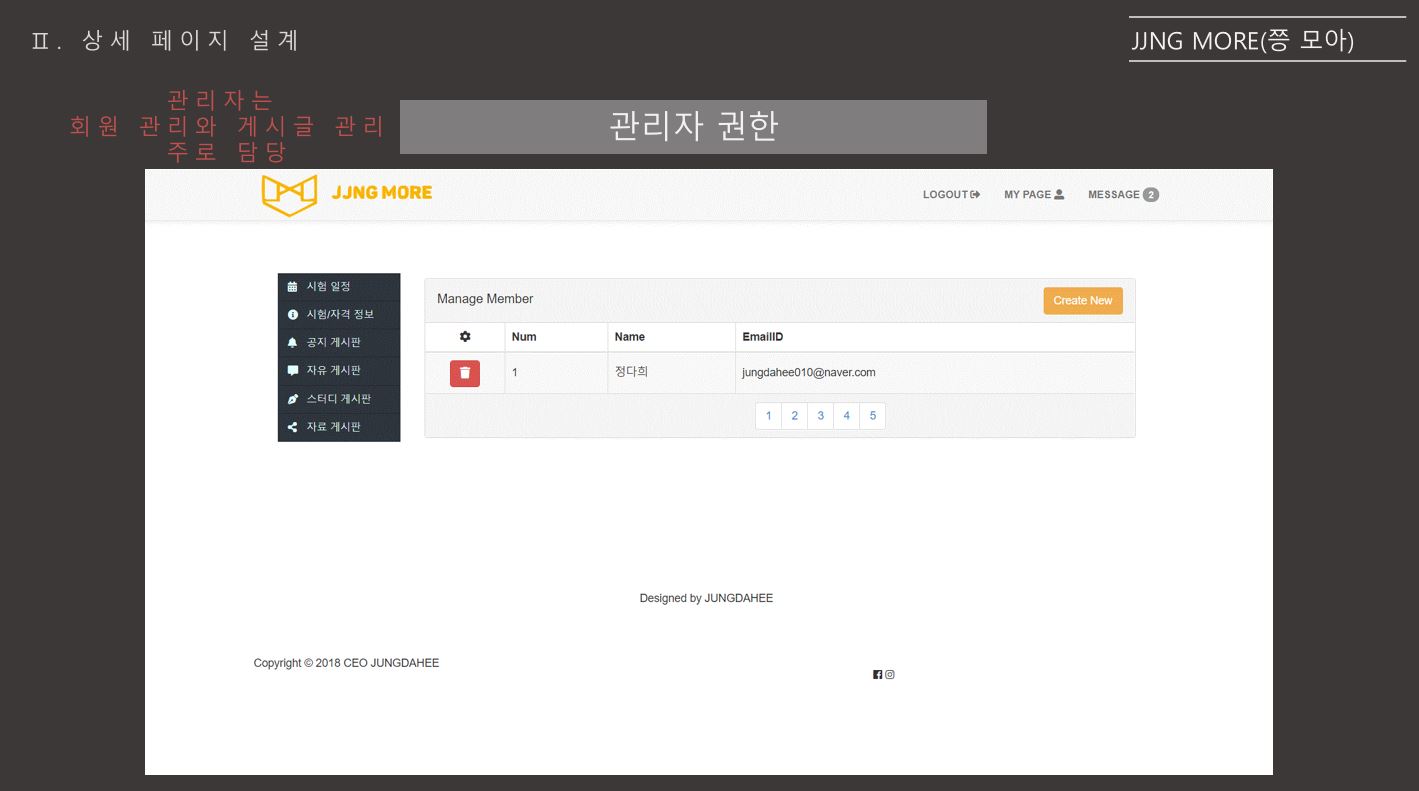 Ⅱ. 상세 페이지 설계
JJNG MORE(쯩 모아)
관리자는
회원 관리와 게시글 관리
주로 담당
관리자 권한
JJNG MORE
LOGOUT
MY PAGE
MESSAGE 2
시험 일정
시험/자격 정보
공지 게시판
자유 게시판
스터디 게시판
자료 게시판
Manage Member
Create New
Num Name EmailID
1 정다희 jungdahee010@naver.com
1 2 3 4 5
Designed by JUNGDAHEE
Copyright © 2018 CEO JUNGDAHEE